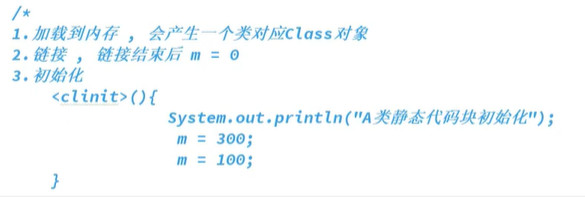 /*
1.加载到内存 ， 会产生一个类对应Class对象
2.链接 ， 链接结束后 m = 0
3.初始化
<clinit>(){
System.out.println("A类静态代码块初始化");
m = 300;
m = 100;
}